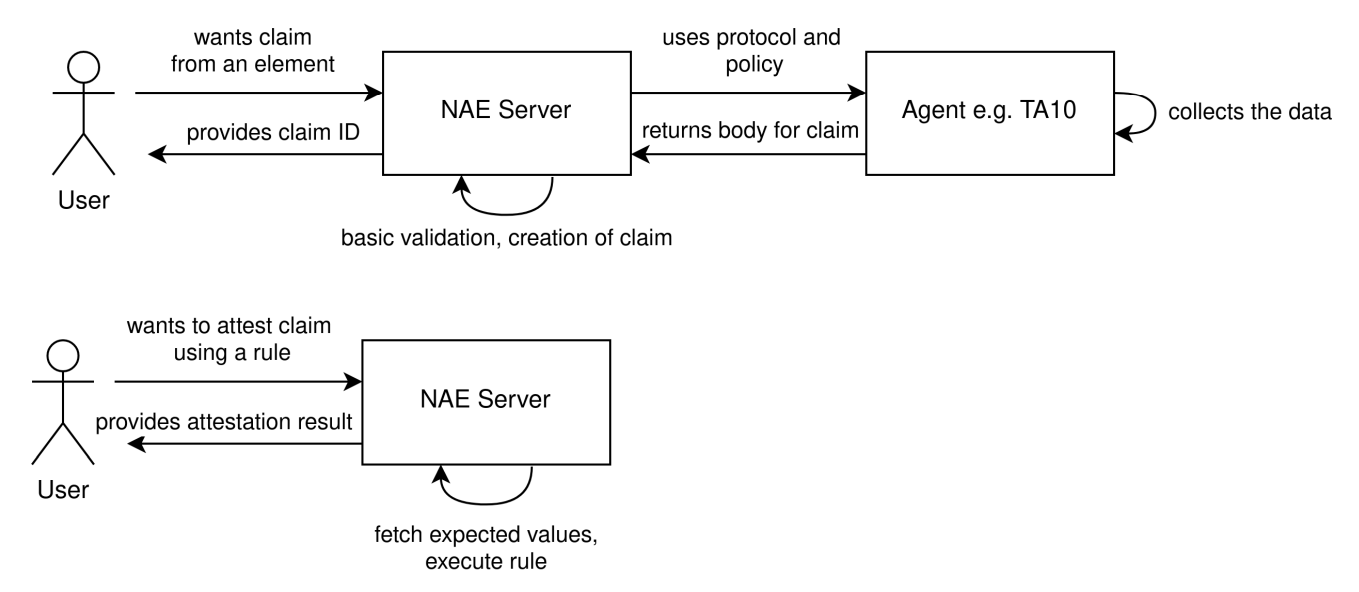 wants claim
from an element
uses protocol and
policy
NAE Server
Agent e.g. TA10
collects the data
provides claim ID
returns body for claim
User
basic validation, creation of claim
wants to attest claim
using a rule
NAE Server
provides attestation result
User
fetch expected values,
execute rule